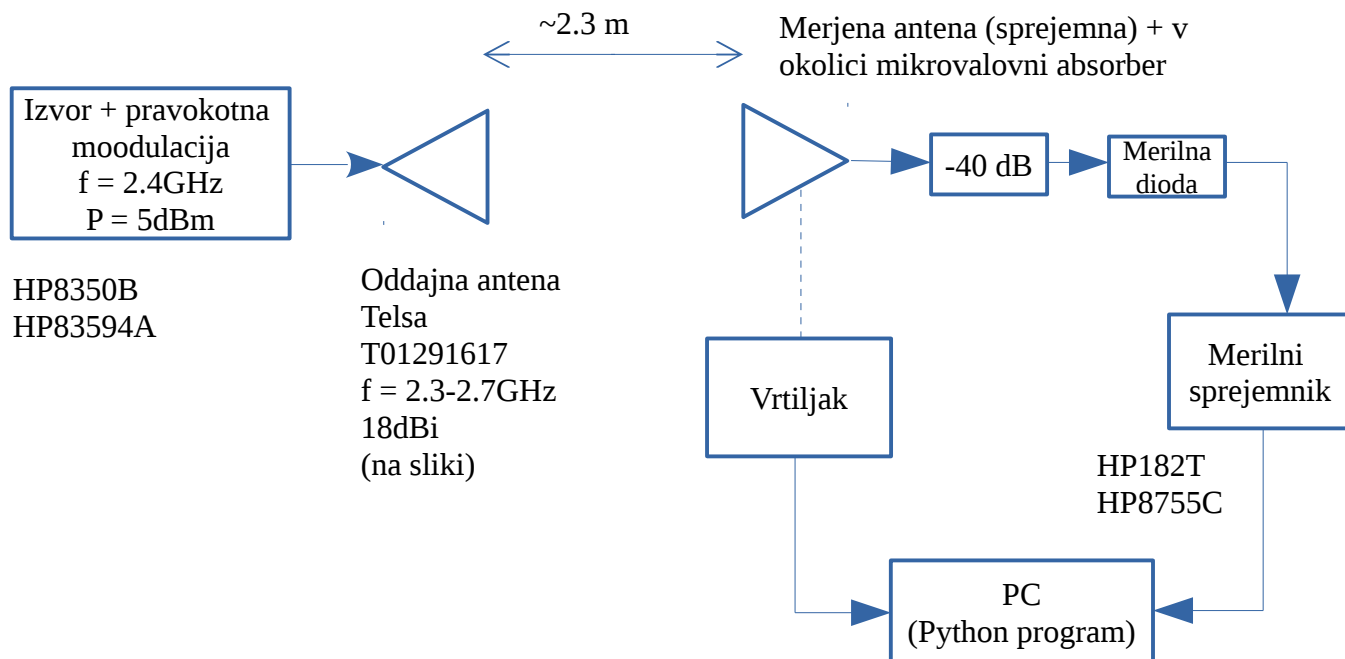 ~2.3 m
Merjena antena (sprejemna) + v
okolici mikrovalovni absorber
Izvor + pravokotna
moodulacija
f = 2.4GHz
P = 5dBm
-40 dB
Merilna
dioda
HP8350B
HP83594A
Oddajna antena
Telsa
T01291617
f = 2.3-2.7GHz
18dBi
(na sliki)
Vrtiljak
Merilni
sprejemnik
HP182T
HP8755C
PC
(Python program)